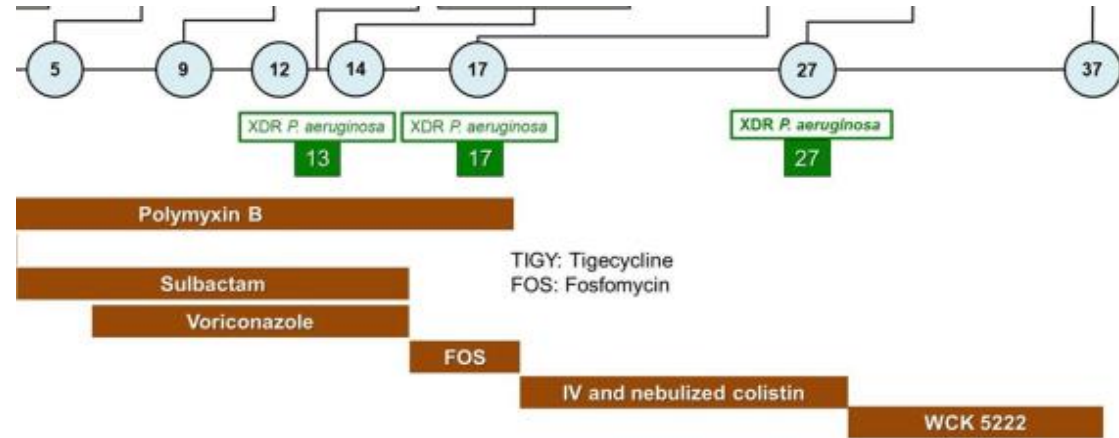 5 9 12 14 17 27 37
XDR P. aeruginosa XDR P. aeruginosa XDR P. aeruginosa
13 17 27
Polymyxin B
TIGY: Tigecycline
FOS: Fosfomycin
Sulbactam
Voriconazole
FOS
IV and nebulized colistin
WCK 5222